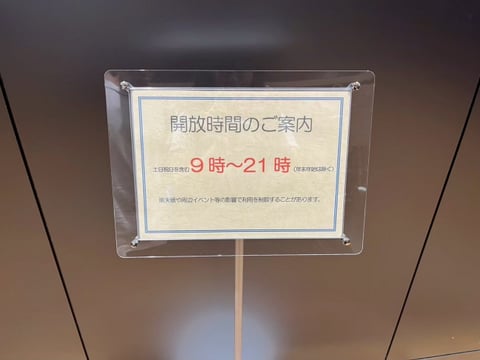 開放時間のご案内
土日祝日を含む 9時～21時 (年末年始は除く)
※天候や周辺イベント等の影響で利用を制限することがあります。